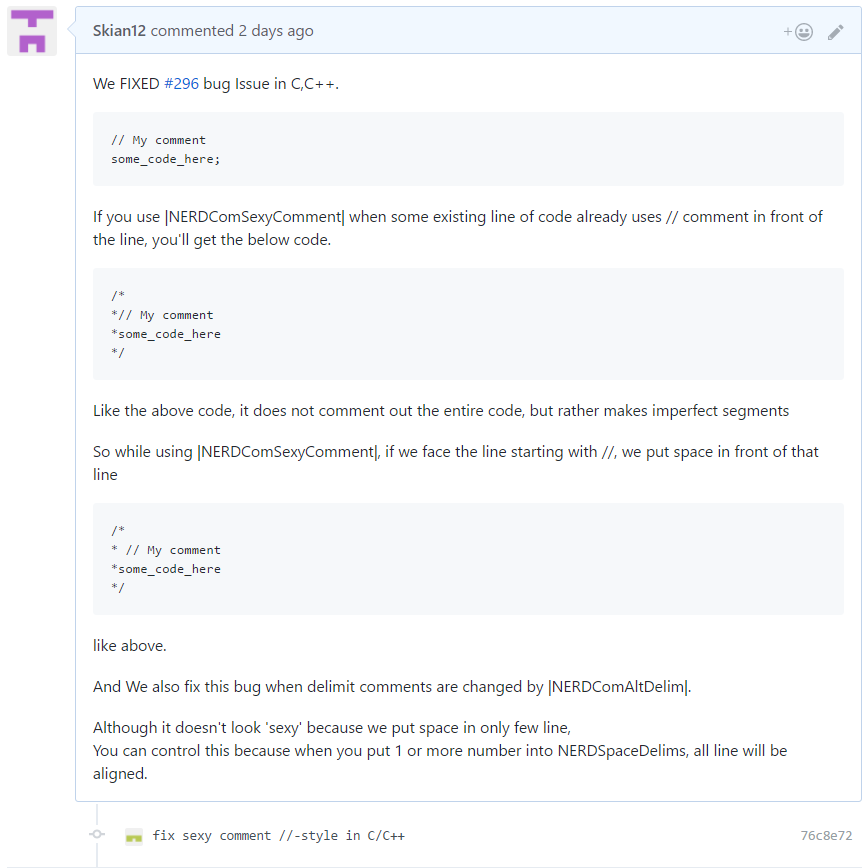 Skian12 commented 2 days ago
We FIXED #296 bug Issue in C,C++.
// My comment
some_code_here;
If you use |NERDComSexyComment| when some existing line of code already uses // comment in front of
the line, you'll get the below code.
/*
*// My comment
*some_code_here
*/
Like the above code, it does not comment out the entire code, but rather makes imperfect segments
So while using |NERDComSexyComment|, if we face the line starting with //, we put space in front of that
line
/*
* // My comment
*some_code_here
*/
like above.
And We also fix this bug when delimit comments are changed by |NERDComAltDelim|.
Although it doesn't look 'sexy' because we put space in only few line,
You can control this because when you put 1 or more number into NERDSpaceDelims, all line will be
aligned.
fix sexy comment //-style in C/C++ 76c8e72